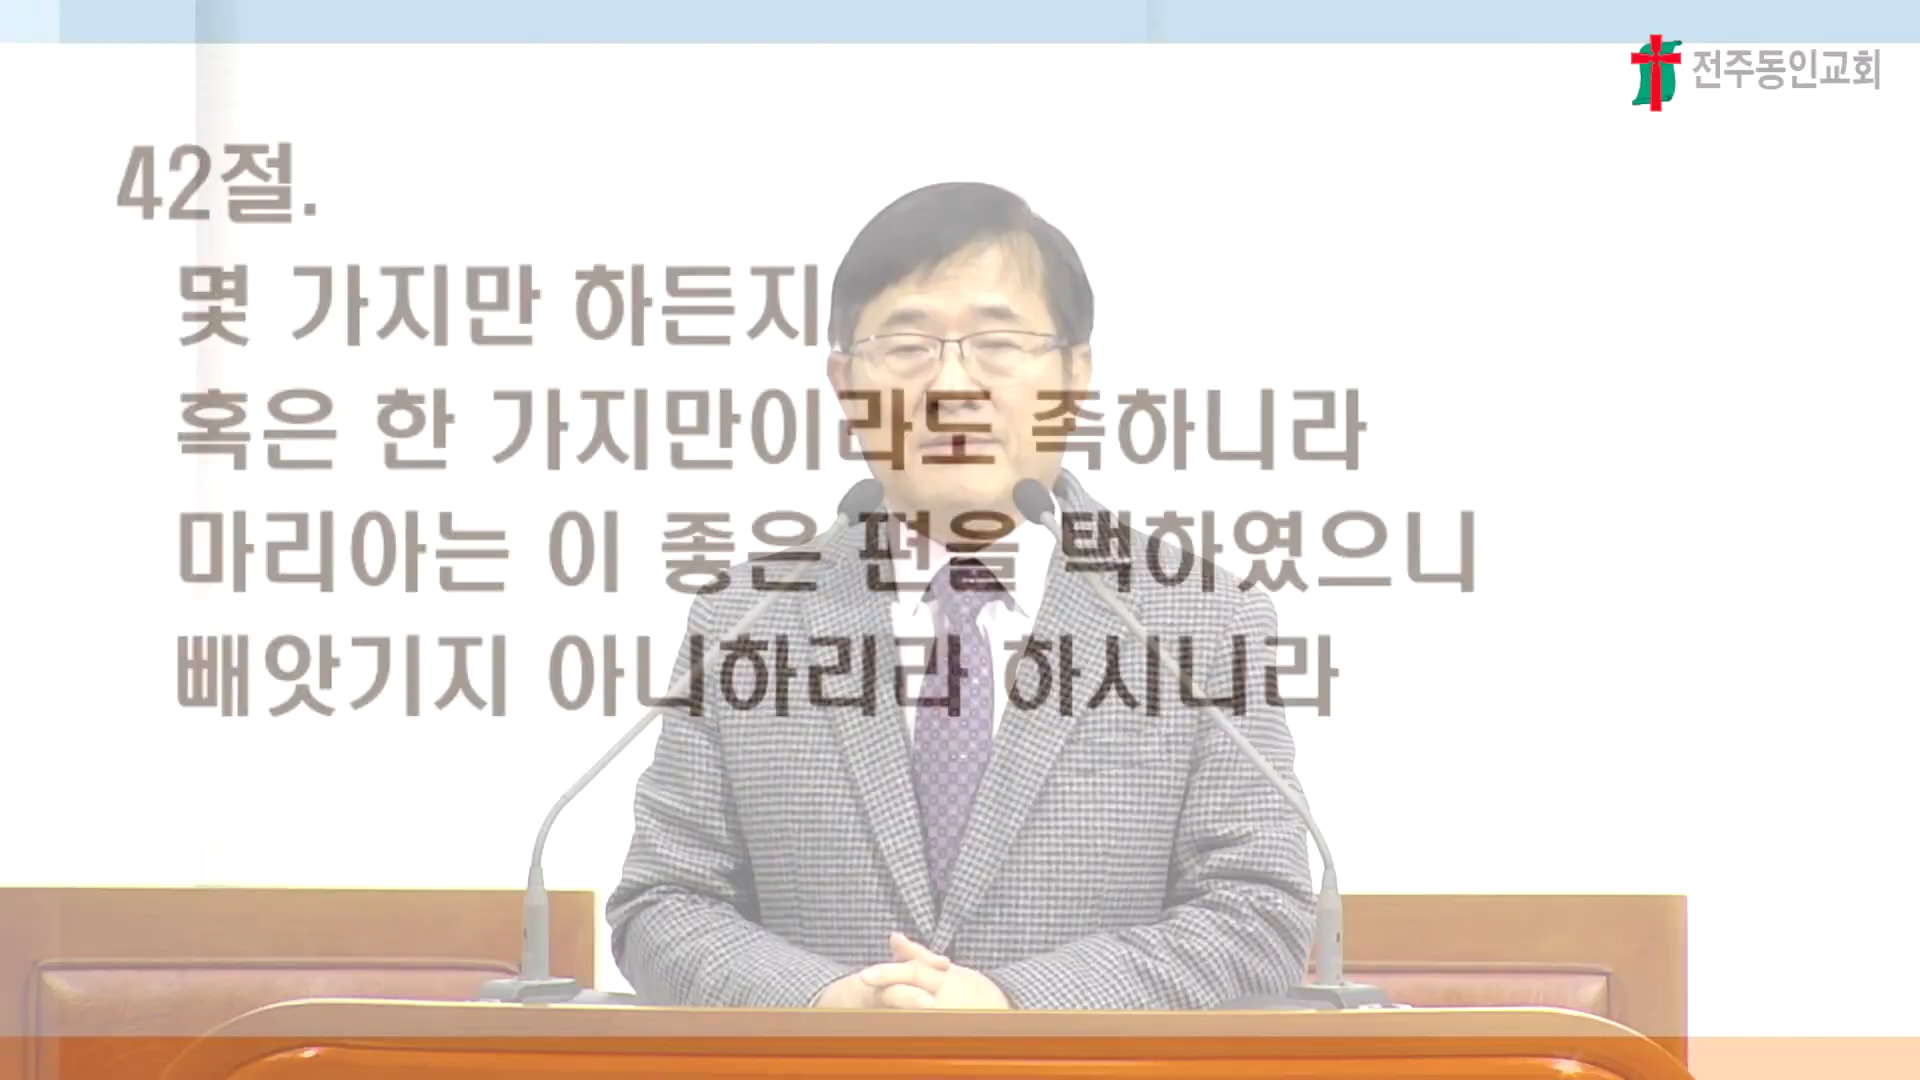 전주동인교회
42절.
몇 가지만 하든지
혹은 한 가지만이라도 족하니라
마리아는 이 좋은 편을 택하였으니
빼앗기지 아니하리라 하시니라